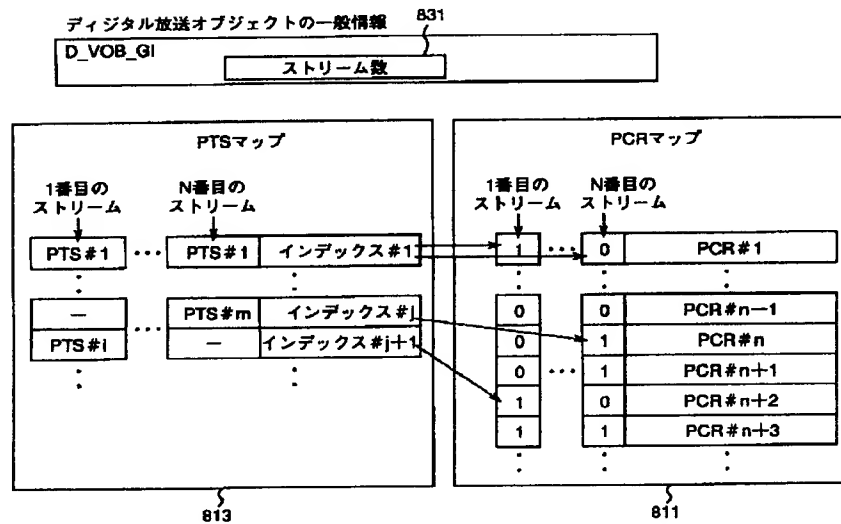 ディジタル放送オブジェクトの一般情報
831
D_VOB_GI
ストリーム数
PTSマップ
1番目の
ストリーム
N番目の
ストリーム
PTS#1 ・・・ PTS#1 インデックス#1
― PTS#m インデックス#j
PTS#i ・・・ ― インデックス#j+1
813
PCRマップ
1番目の
ストリーム
N番目の
ストリーム
1 ・・・ 0 PCR#1
0 0 PCR#n-1
0 1 PCR#n
0 ・・・ 1 PCR#n+1
1 0 PCR#n+2
1 1 PCR#n+3
811